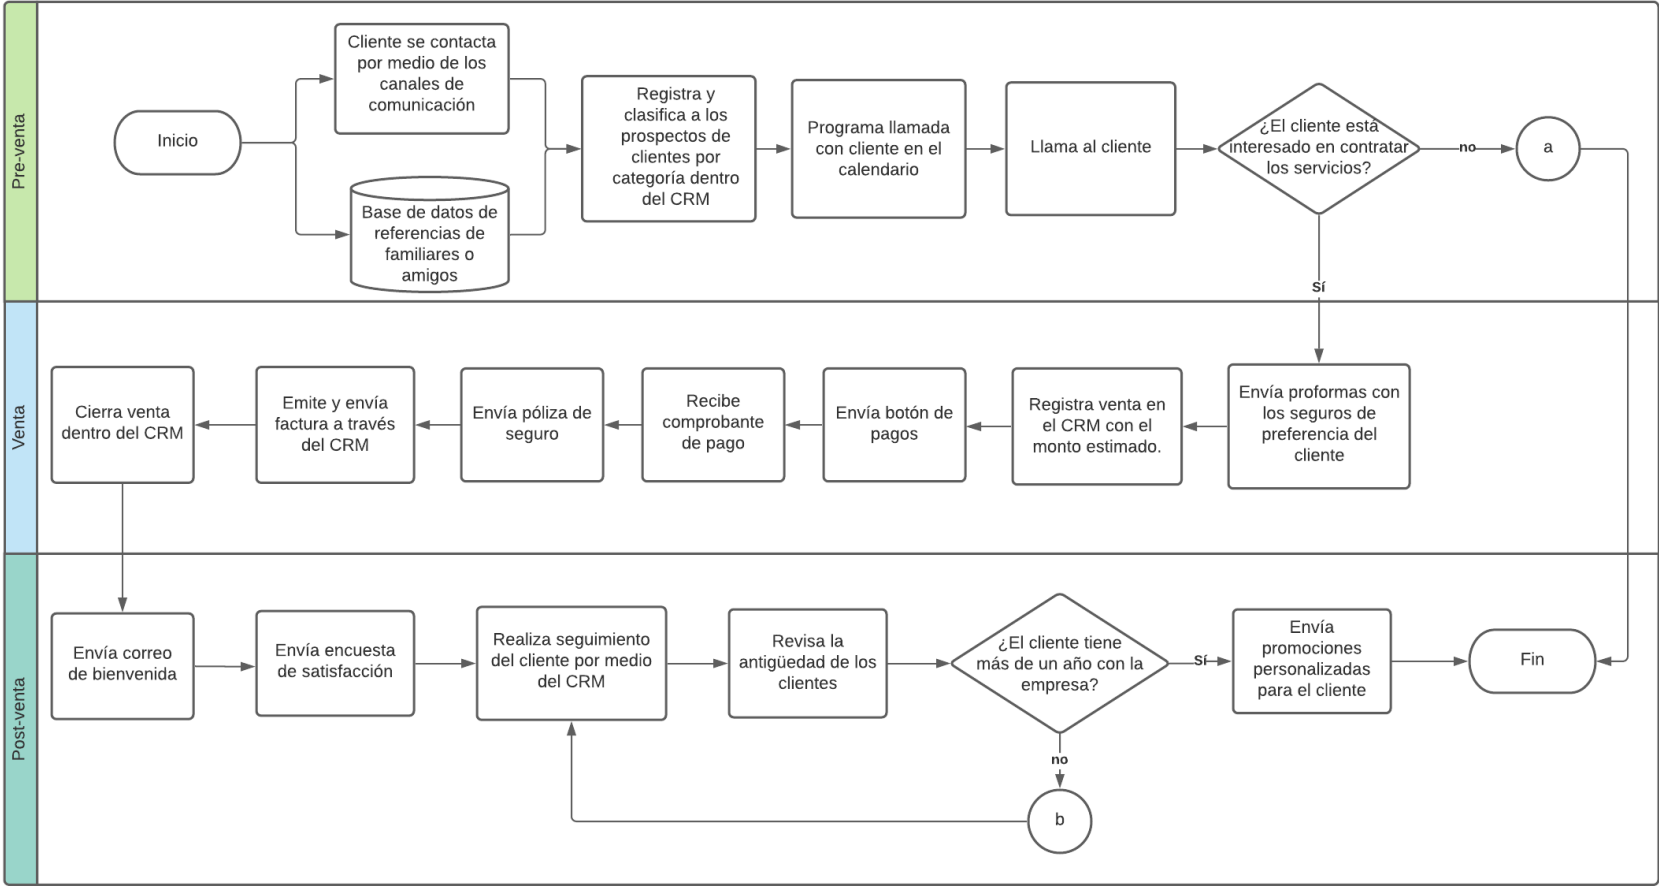 Pre-venta
Inicio
Cliente se contacta
por medio de los
canales de
comunicación
Base de datos de
referencias de
familiares o
amigos
Registra y
clasifica a los
prospectos de
clientes por
categoría dentro
del CRM
Programa llamada
con cliente en el
calendario
Llama al cliente
¿El cliente está
interesado en contratar
los servicios?
no
a
Sí
Venta
Envía proformas con
los seguros de
preferencia del
cliente
Registra venta en
el CRM con el
monto estimado.
Envía botón de
pagos
Recibe
comprobante
de pago
Envía póliza de
seguro
Emite y envía
factura a través
del CRM
Cierra venta
dentro del CRM
Post-venta
Envía correo
de bienvenida
Envía encuesta
de satisfacción
Realiza seguimiento
del cliente por medio
del CRM
Revisa la
antigüedad de los
clientes
¿El cliente tiene
más de un año con la
empresa?
Sí
Envía
promociones
personalizadas
para el cliente
Fin
no
b